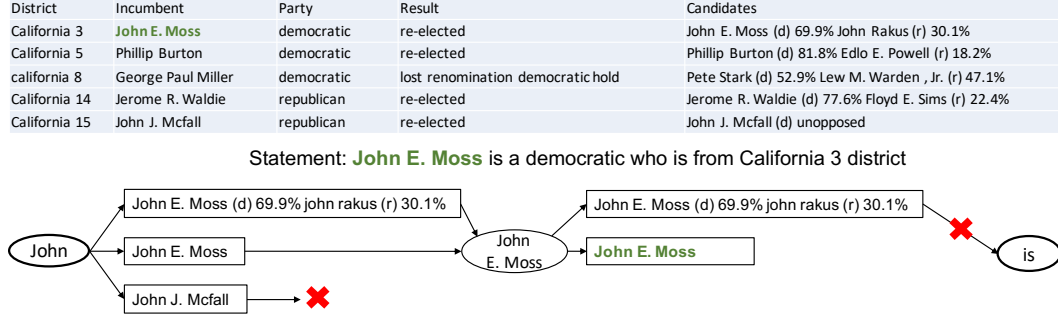 District Incumbent Party Result Candidates
California 3 John E. Moss democratic re-elected John E. Moss (d) 69.9% John Rakus (r) 30.1%
California 5 Phillip Burton democratic re-elected Phillip Burton (d) 81.8% Edlo E. Powell (r) 18.2%
california 8 George Paul Miller democratic lost renomination democratic hold Pete Stark (d) 52.9% Lew M. Warden , Jr. (r) 47.1%
California 14 Jerome R. Waldie republican re-elected Jerome R. Waldie (d) 77.6% Floyd E. Sims (r) 22.4%
California 15 John J. Mcfall republican re-elected John J. Mcfall (d) unopposed
Statement: John E. Moss is a democratic who is from California 3 district
John E. Moss (d) 69.9% john rakus (r) 30.1%
John E. Moss (d) 69.9% john rakus (r) 30.1%
John
John E. Moss
John
E. Moss
John E. Moss
is
John J. Mcfall